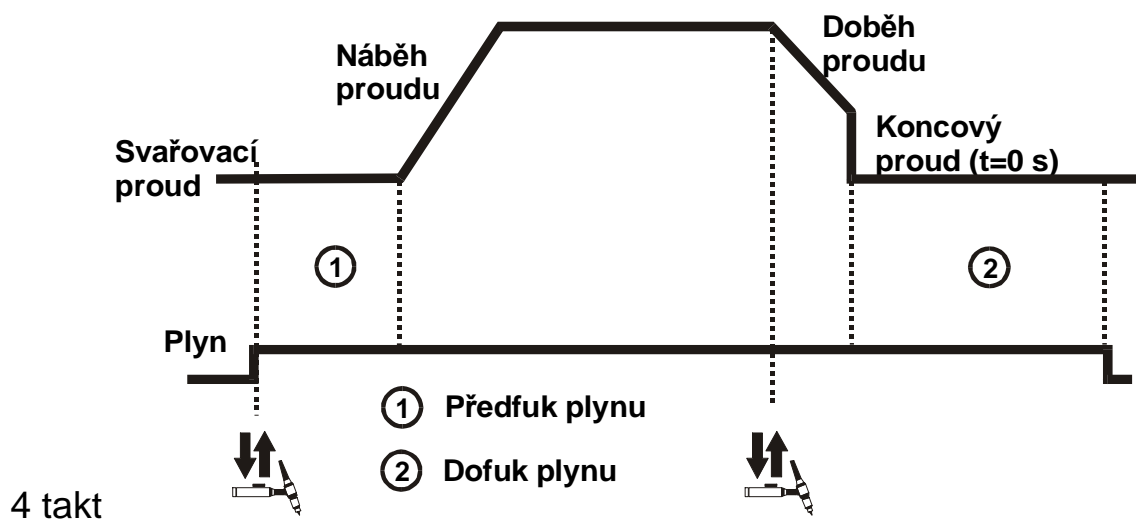 Náběh
proudu
Doběh
proudu
Svařovací
proud
Koncový
proud (t=0 s)
1
2
Plyn
1 Předfuk plynu
2 Dofuk plynu
4 takt